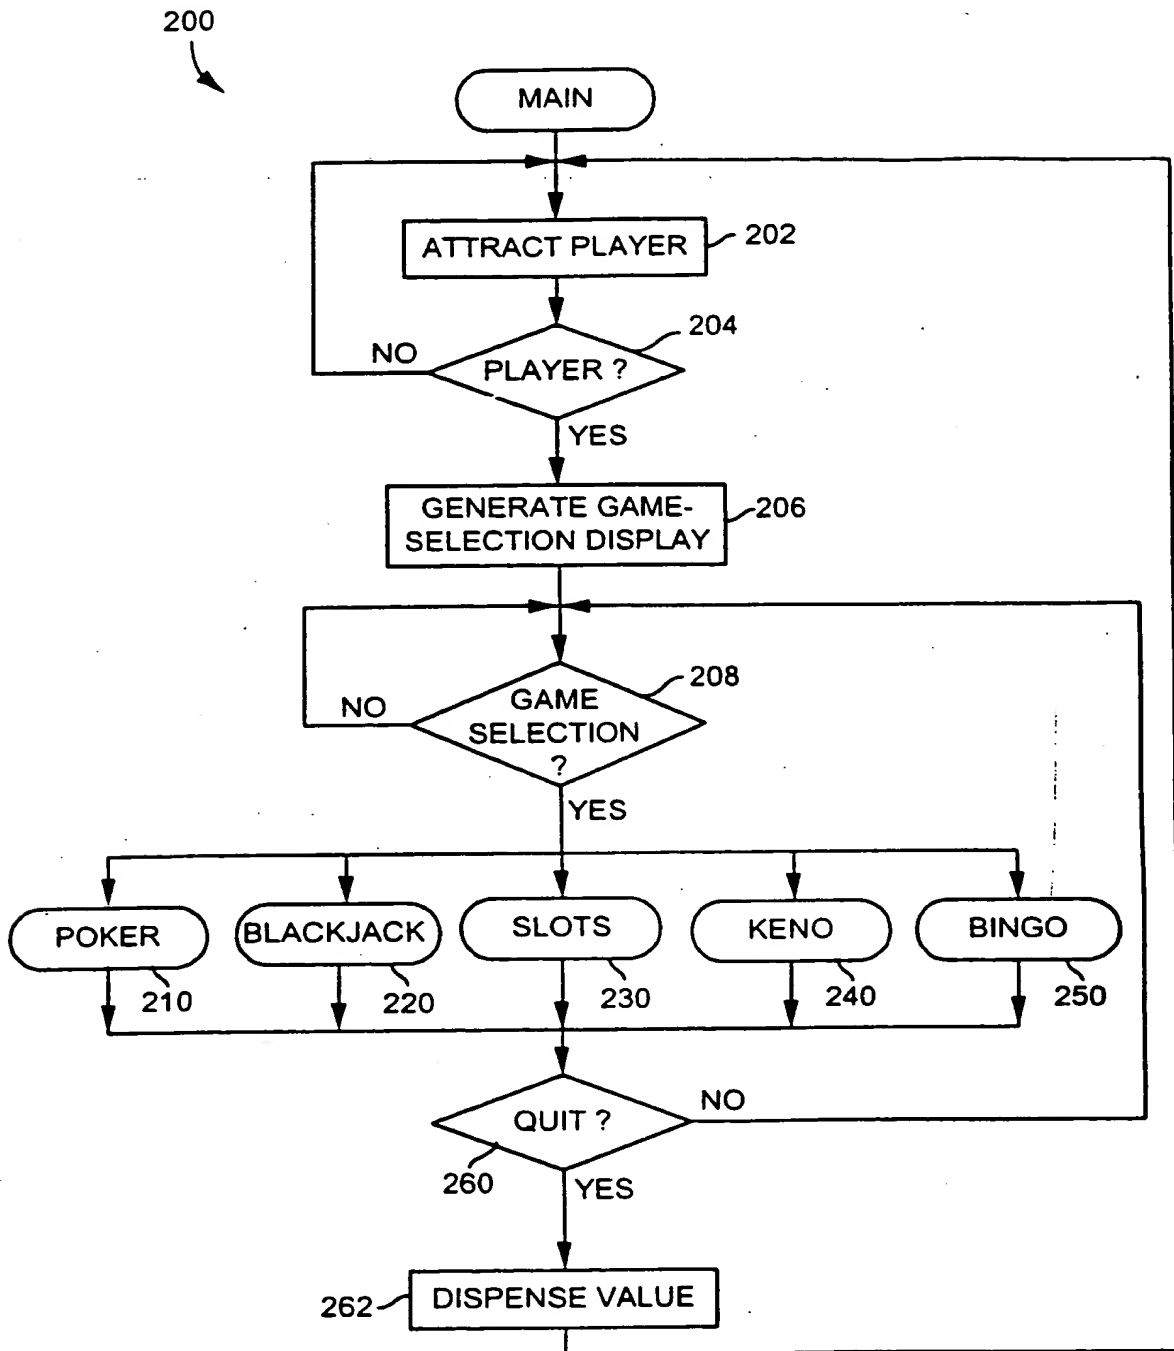 200
MAIN
ATTRACT PLAYER
202
204
NO
PLAYER ?
YES
GENERATE GAME-
SELECTION DISPLAY
206
208
NO
GAME
SELECTION
?
YES
POKER
BLACKJACK
SLOTS
KENO
BINGO
210
220
230
240
250
QUIT ?
NO
260
YES
262
DISPENSE VALUE